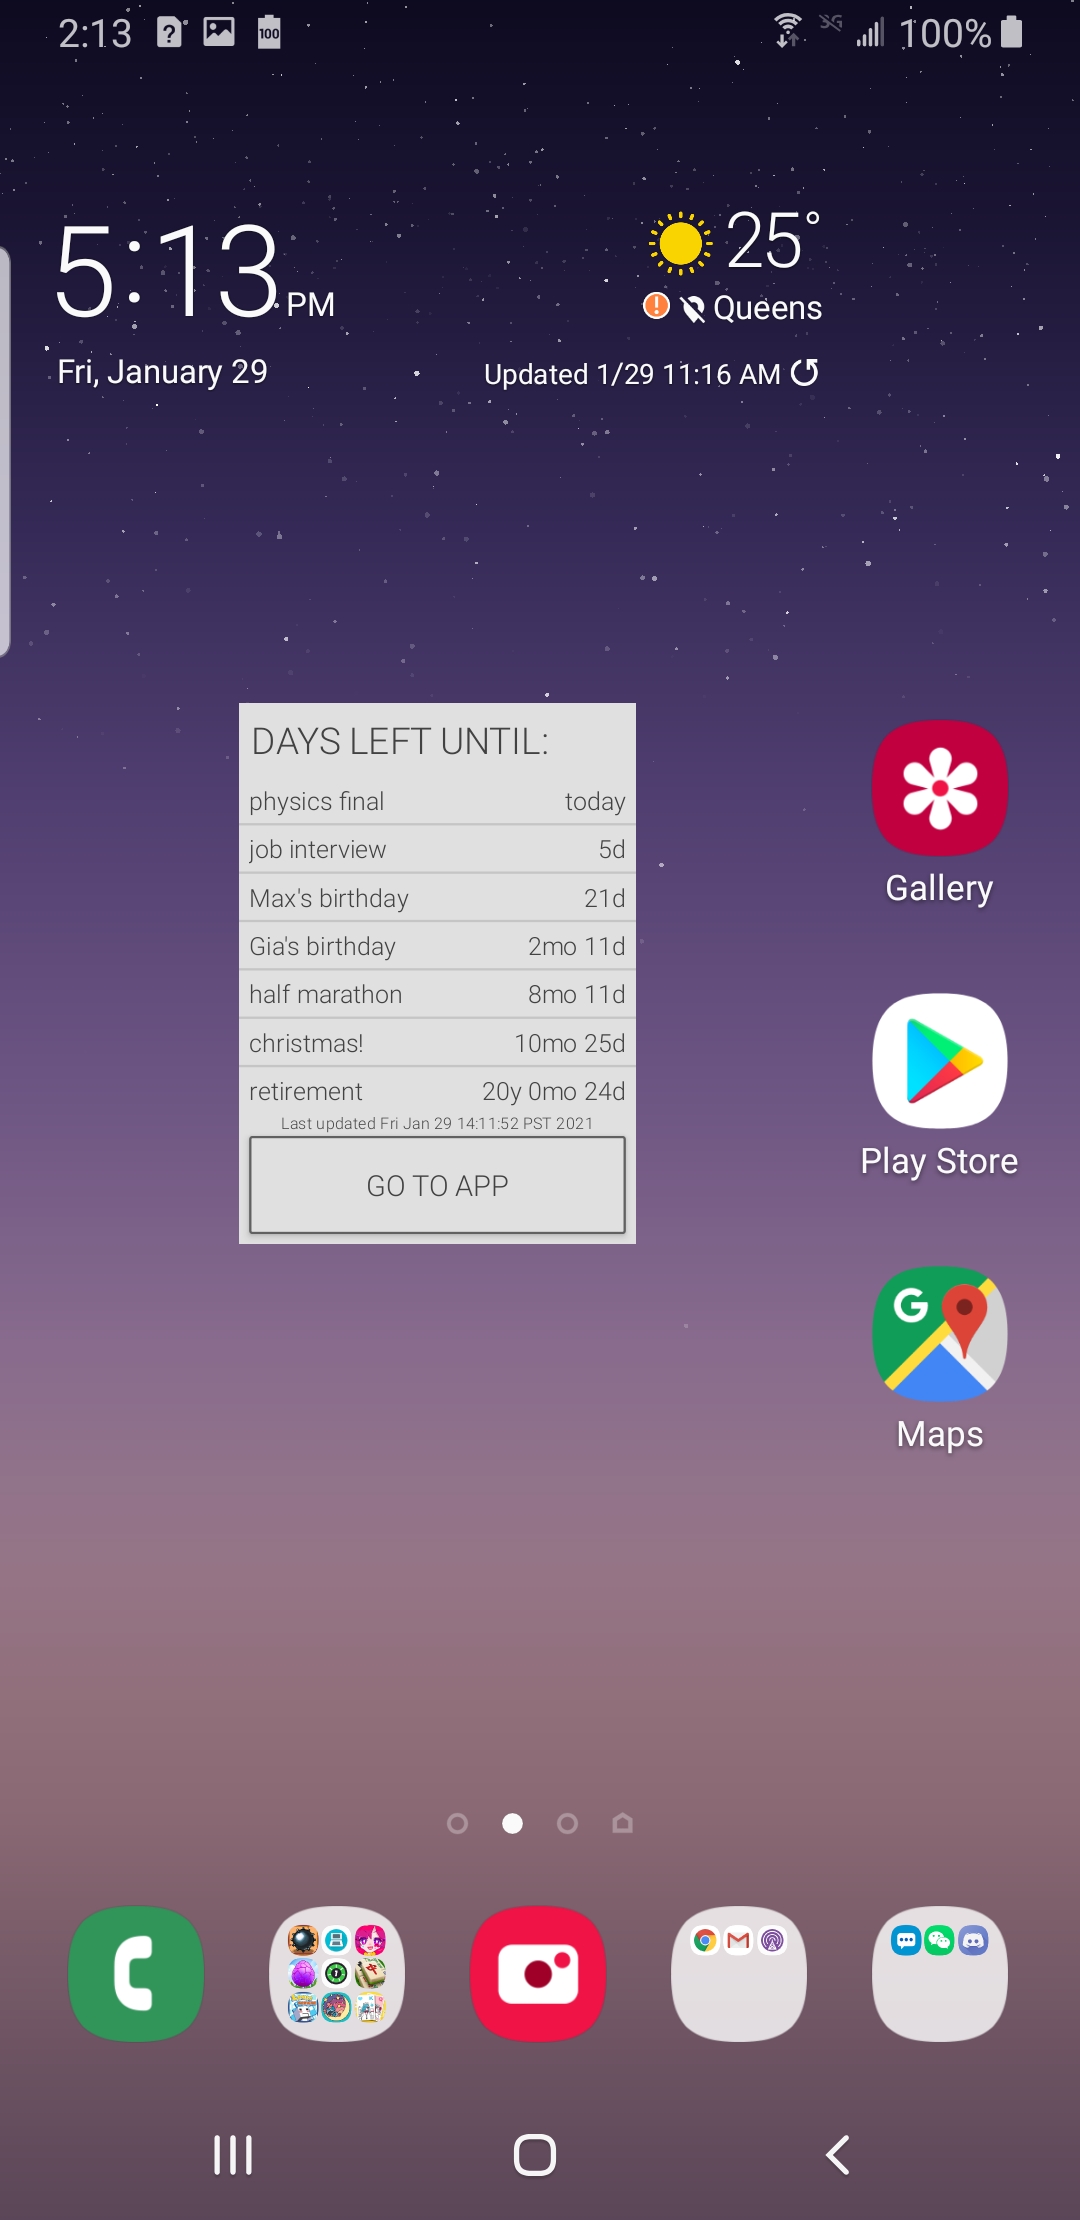 2:13
100
3G
100%
5:13 PM
25°
Queens
Fri, January 29
Updated 1/29 11:16 AM
DAYS LEFT UNTIL:
physics final today
job interview 5d
Max's birthday 21d
Gia's birthday 2mo 11d
half marathon 8mo 11d
christmas! 10mo 25d
retirement 20y 0mo 24d
Last updated Fri Jan 29 14:11:52 PST 2021
GO TO APP
Gallery
Play Store
G
Maps